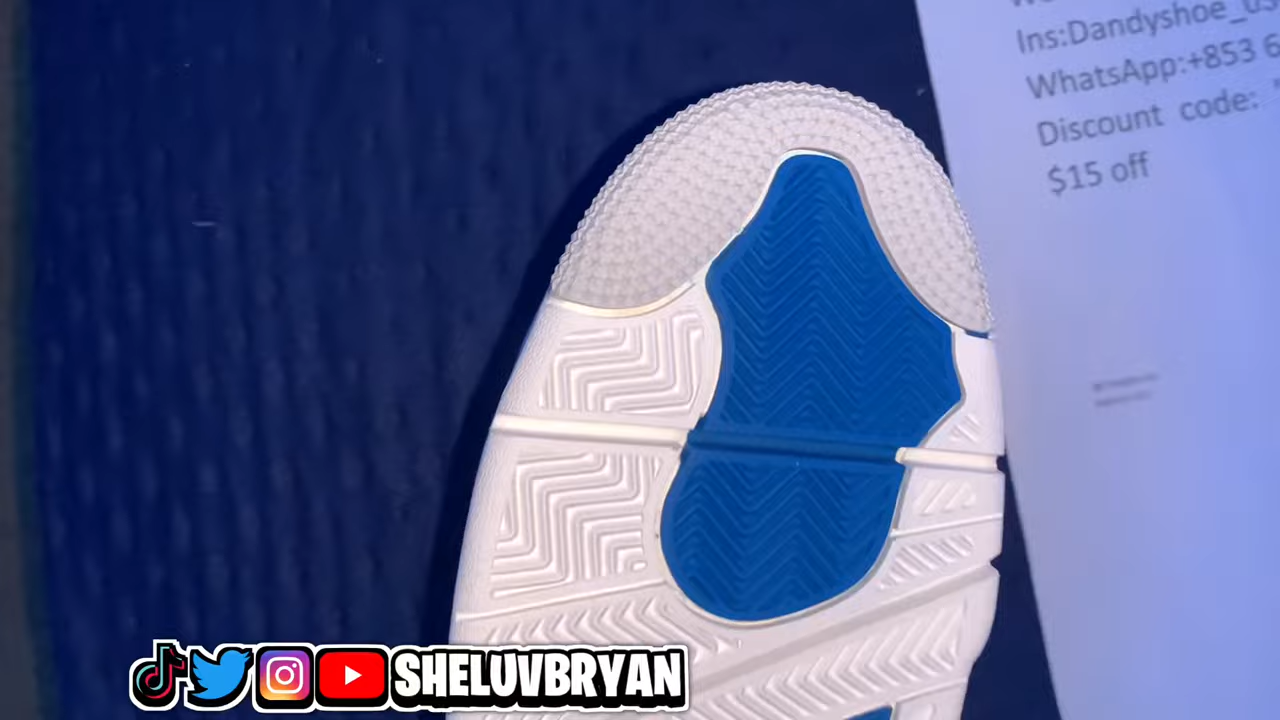 Ins:Dandyshoe_
WhatsApp:+853 6
Discount code:
$15 off
SHELUVBRYAN